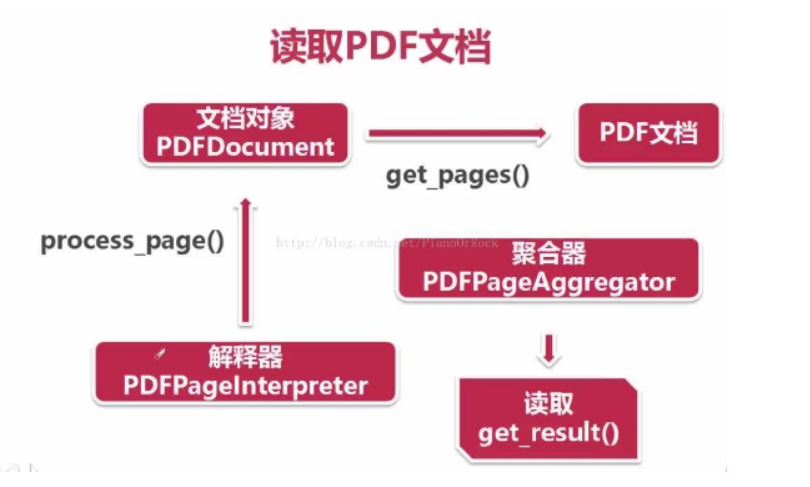 读取PDF文档
文档对象
PDFDocument
PDF文档
get_pages()
process_page()
http://blog.csdn.net/PianoOrRock
聚合器
PDFPageAggregator
解释器
PDFPageInterpreter
读取
get_result()